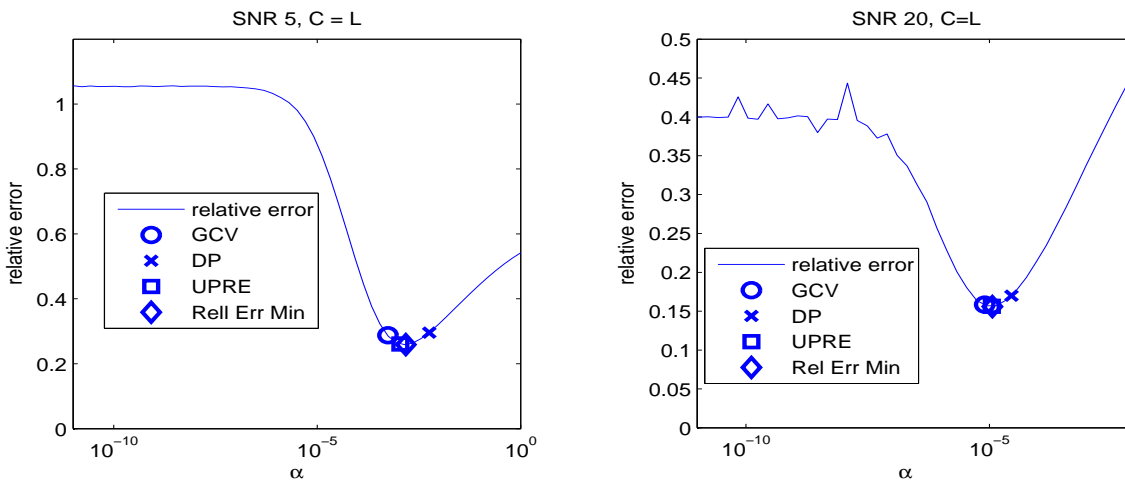 SNR 5, C = L
relative error
1
0.8
0.6
0.4
0.2
0
relative error
GCV
DP
UPRE
Rell Err Min
10^-10
10^-5
10^0
α
SNR 20, C=L
relative error
0.5
0.45
0.4
0.35
0.3
0.25
0.2
0.15
0.1
0.05
0
relative error
GCV
DP
UPRE
Rel Err Min
10^-10
10^-5
α